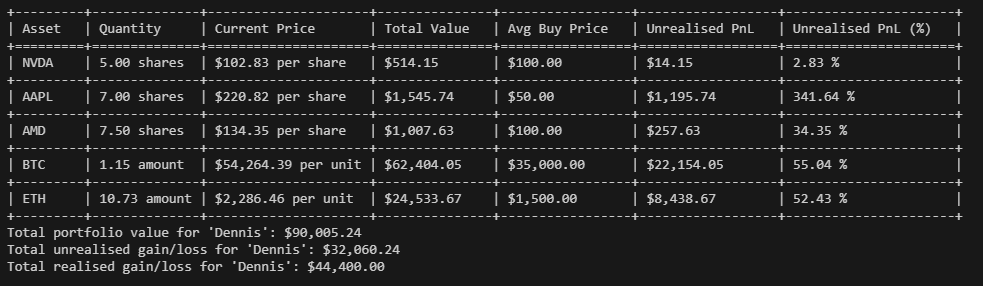 Asset | Quantity | Current Price | Total Value | Avg Buy Price | Unrealised PnL | Unrealised PnL (%)
NVDA | 5.00 shares | $102.83 per share | $514.15 | $100.00 | $14.15 | 2.83 %
AAPL | 7.00 shares | $220.82 per share | $1,545.74 | $50.00 | $1,195.74 | 341.64 %
AMD | 7.50 shares | $134.35 per share | $1,007.63 | $100.00 | $257.63 | 34.35 %
BTC | 1.15 amount | $54,264.39 per unit | $62,404.05 | $35,000.00 | $22,154.05 | 55.04 %
ETH | 10.73 amount | $2,286.46 per unit | $24,533.67 | $1,500.00 | $8,438.67 | 52.43 %
Total portfolio value for 'Dennis': $90,005.24
Total unrealised gain/loss for 'Dennis': $32,060.24
Total realised gain/loss for 'Dennis': $44,400.00